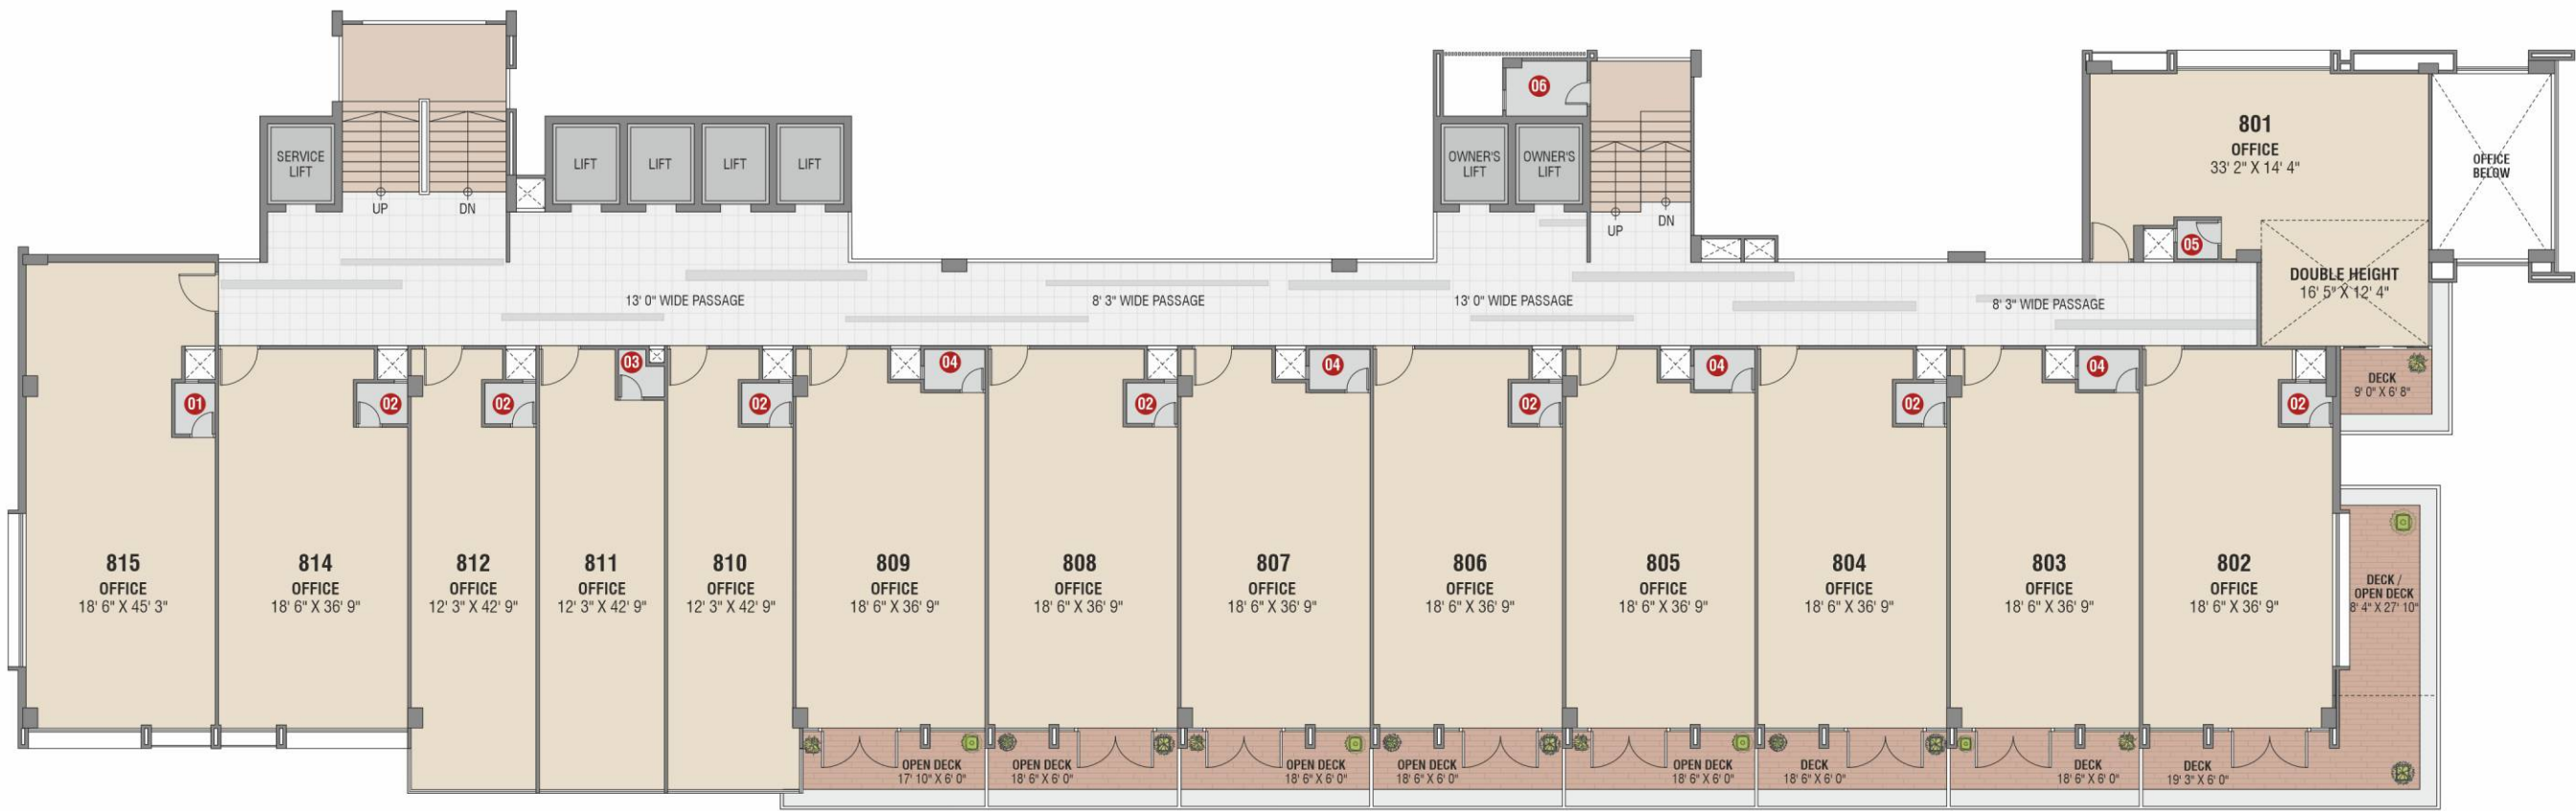 06
SERVICE
LIFT
LIFT
LIFT
LIFT
LIFT
OWNER'S
LIFT
OWNER'S
LIFT
801
OFFICE
33' 2" X 14' 4"
OFFICE
BELOW
UP
DN
UP
DN
05
DOUBLE HEIGHT
16' 5" X 12' 4"
13' 0" WIDE PASSAGE
8' 3" WIDE PASSAGE
13' 0" WIDE PASSAGE
8' 3" WIDE PASSAGE
03
04
04
04
04
DECK
9' 0" X 6' 8"
01
02
02
02
02
02
02
02
815
OFFICE
18' 6" X 45' 3"
814
OFFICE
18' 6" X 36' 9"
812
OFFICE
12' 3" X 42' 9"
811
OFFICE
12' 3" X 42' 9"
810
OFFICE
12' 3" X 42' 9"
809
OFFICE
18' 6" X 36' 9"
808
OFFICE
18' 6" X 36' 9"
807
OFFICE
18' 6" X 36' 9"
806
OFFICE
18' 6" X 36' 9"
805
OFFICE
18' 6" X 36' 9"
804
OFFICE
18' 6" X 36' 9"
803
OFFICE
18' 6" X 36' 9"
802
OFFICE
18' 6" X 36' 9"
DECK /
OPEN DECK
8' 4" X 27' 10"
OPEN DECK
17' 10" X 6' 0"
OPEN DECK
18' 6" X 6' 0"
OPEN DECK
18' 6" X 6' 0"
OPEN DECK
18' 6" X 6' 0"
OPEN DECK
18' 6" X 6' 0"
DECK
18' 6" X 6' 0"
DECK
18' 6" X 6' 0"
DECK
19' 3" X 6' 0"